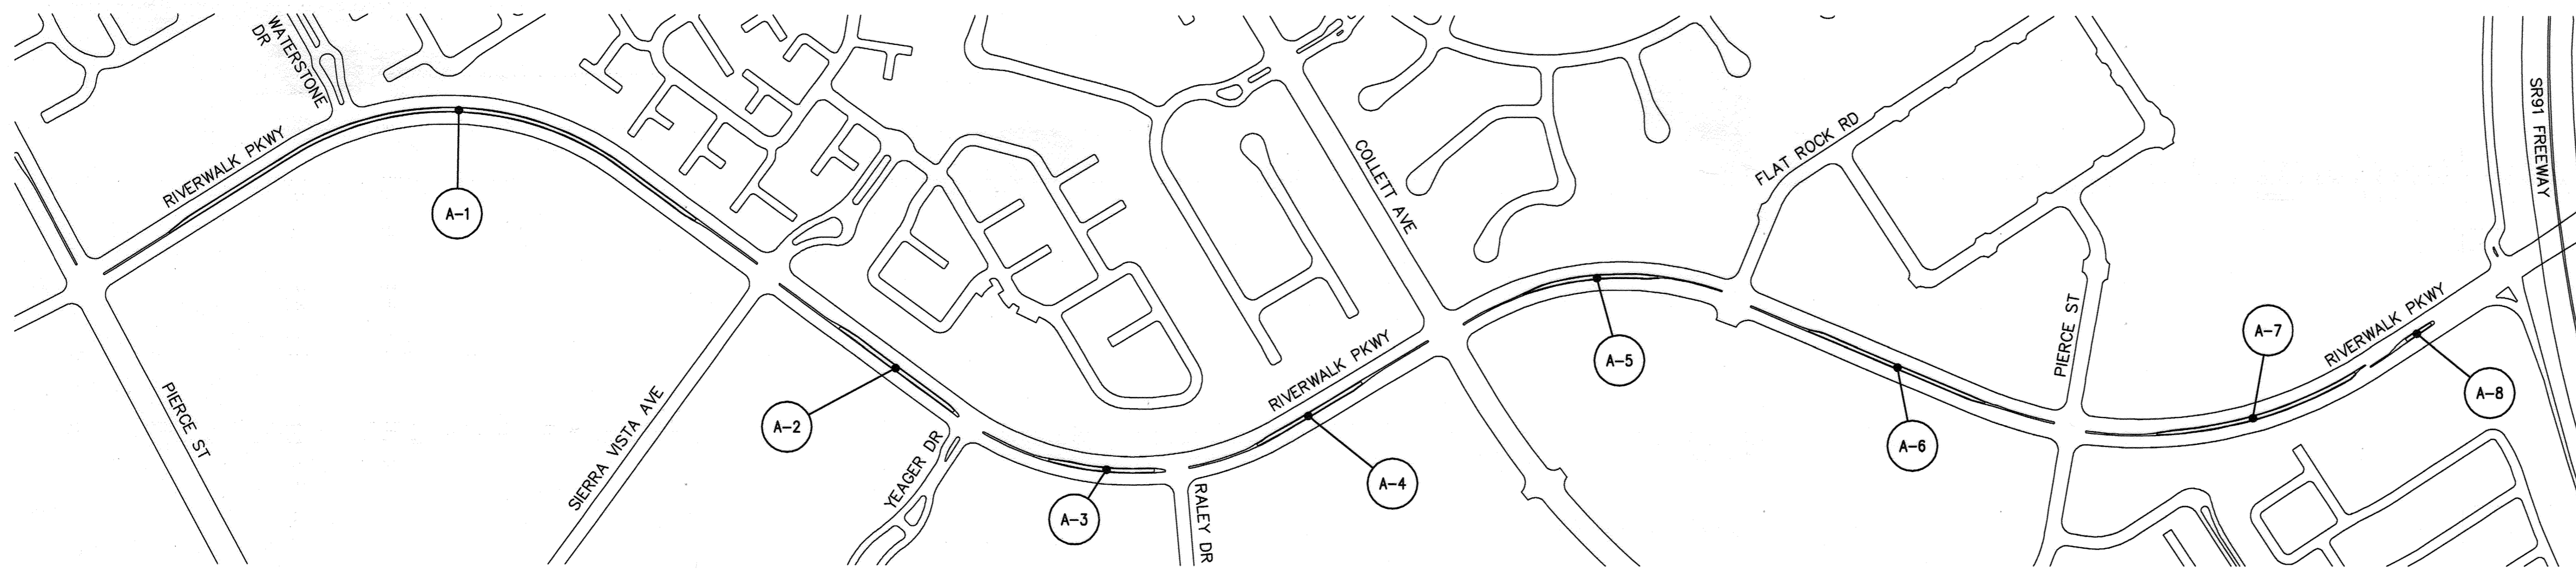 WATERSTONE
DR
RIVERWALK PKWY
A-1
PIERCE ST
SIERRA VISTA AVE
A-2
YEAGER DR
A-3
RALEY DR
RIVERWALK PKWY
A-4
COLLETT AVE
A-5
FLAT ROCK RD
A-6
PIERCE ST
A-7
RIVERWALK PKWY
A-8
SR91 FREEWAY